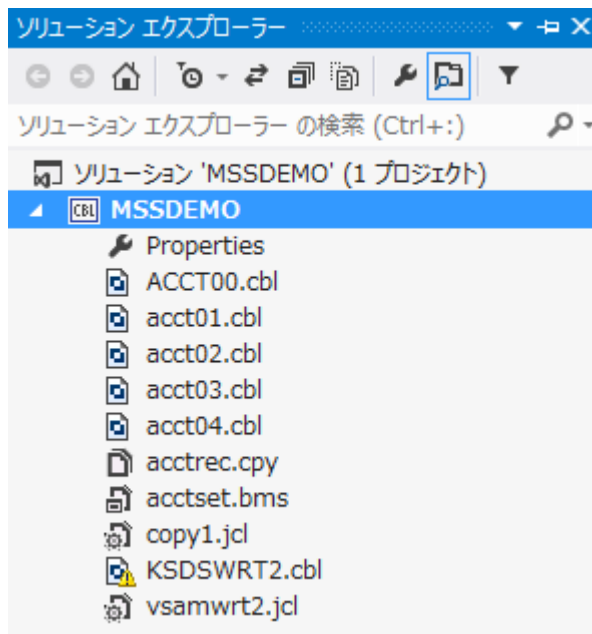 ソリューション エクスプローラー
ソリューション エクスプローラー の検索 (Ctrl+:)
ソリューション 'MSSDEMO' (1 プロジェクト)
CBL MSSDEMO
Properties
ACCT00.cbl
acct01.cbl
acct02.cbl
acct03.cbl
acct04.cbl
acctrec.cpy
acctset.bms
copy1.jcl
KSDSWRT2.cbl
vsamwrt2.jcl